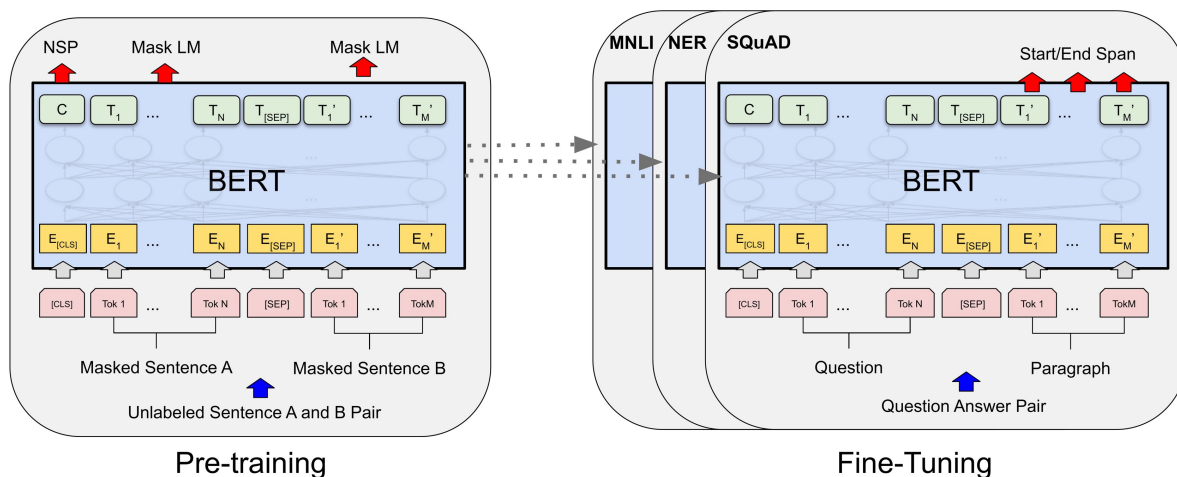 NSP Mask LM Mask LM
C T1 ... TN T[SEP] T1' ... TM'
...
BERT
...
E[CLS] E1 ... EN E[SEP] E1' ... EM'
[CLS] Tok 1 ... Tok N [SEP] Tok 1 ... TokM
Masked Sentence A Masked Sentence B
Unlabeled Sentence A and B Pair
Pre-training
MNLI NER SQuAD
Start/End Span
C T1 ... TN T[SEP] T1' ... TM'
...
BERT
...
E[CLS] E1 ... EN E[SEP] E1' ... EM'
[CLS] Tok 1 ... Tok N [SEP] Tok 1 ... TokM
Question Paragraph
Question Answer Pair
Fine-Tuning